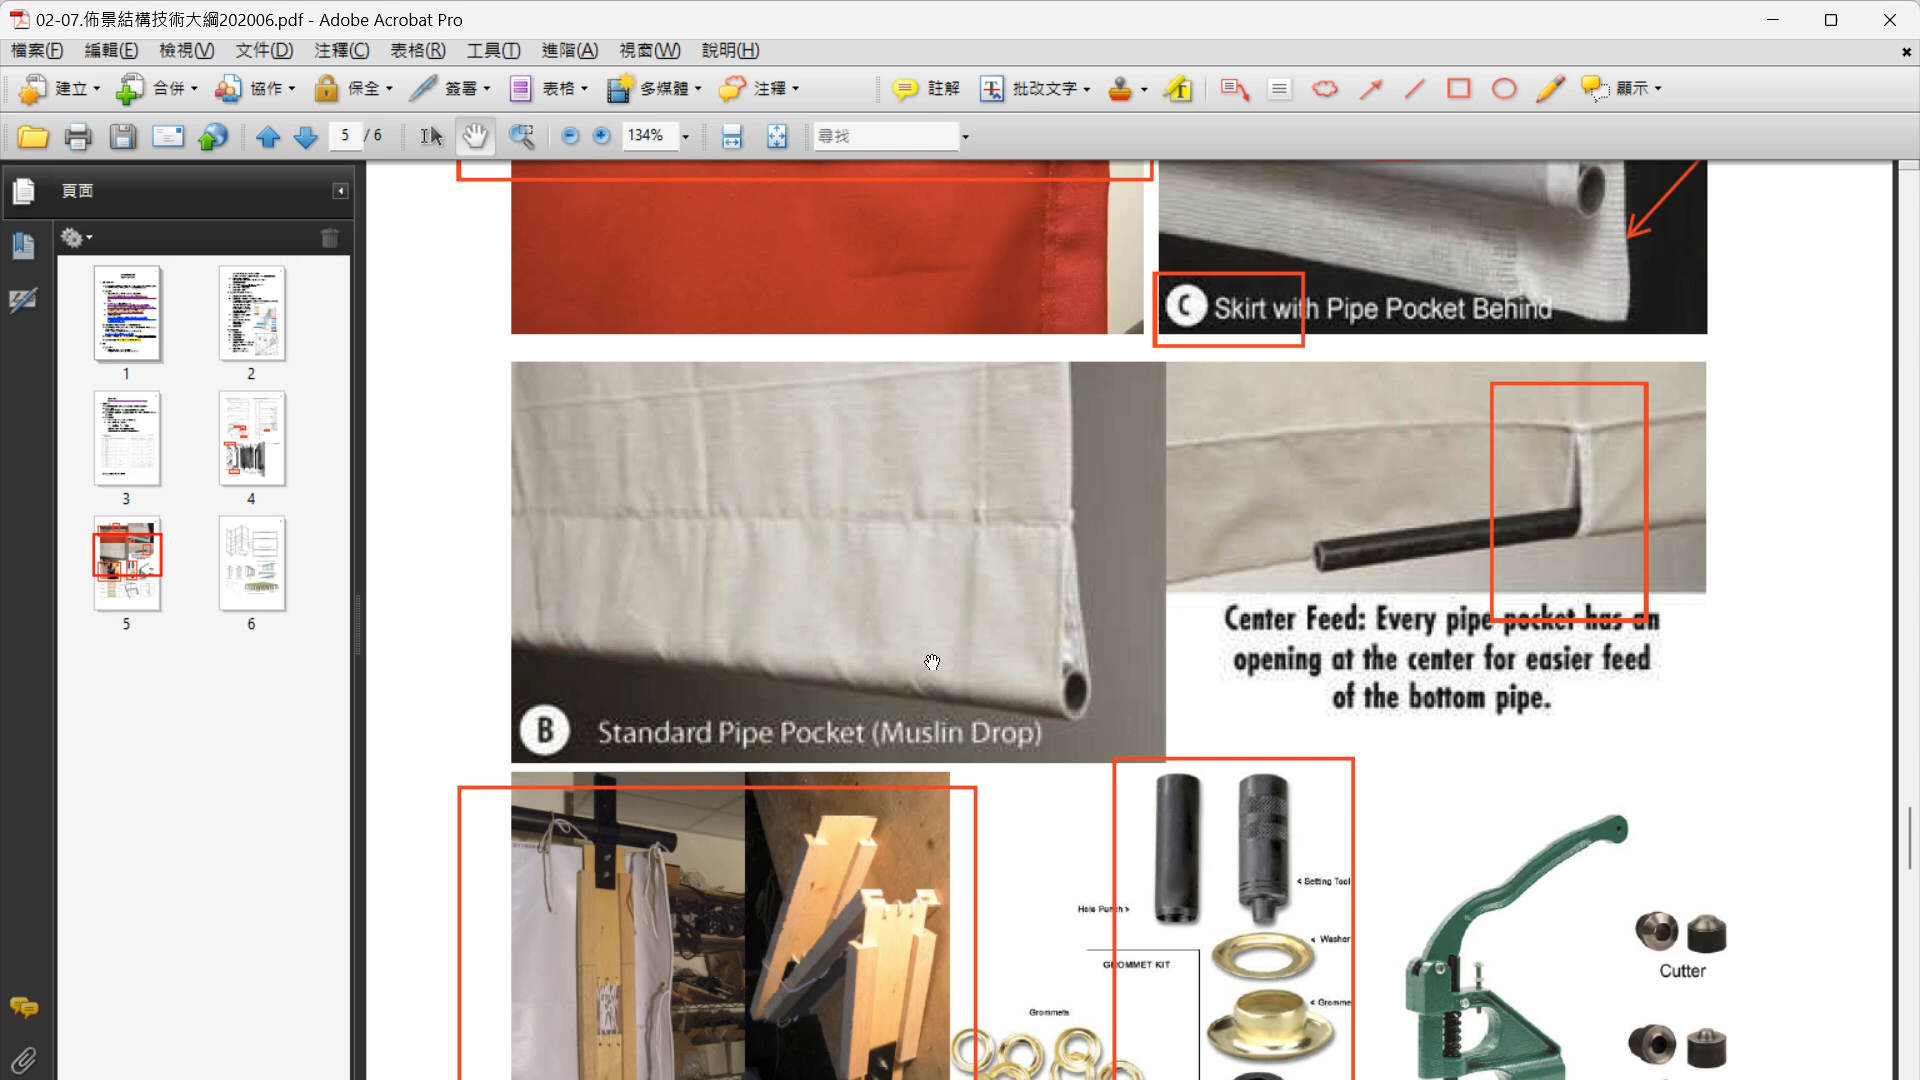 02-07.佈景結構技術大綱202006.pdf - Adobe Acrobat Pro
檔案(F) 編輯(E) 檢視(V) 文件(D) 注釋(C) 表格(R) 工具(T) 進階(A) 視窗(W) 說明(H)
建立 合併 協作 保全 簽署 表格 多媒體 注釋 註解 批改文字 顯示
5 / 6 134% 尋找
頁面
1 2
3 4
5 6
C Skirt with Pipe Pocket Behind
Center Feed: Every pipe pocket has an
opening at the center for easier feed
of the bottom pipe.
B Standard Pipe Pocket (Muslin Drop)
< Setting Tool
Hole Punch >
< Washer
GROMMET KIT
Cutter
< Gromme
Grommets